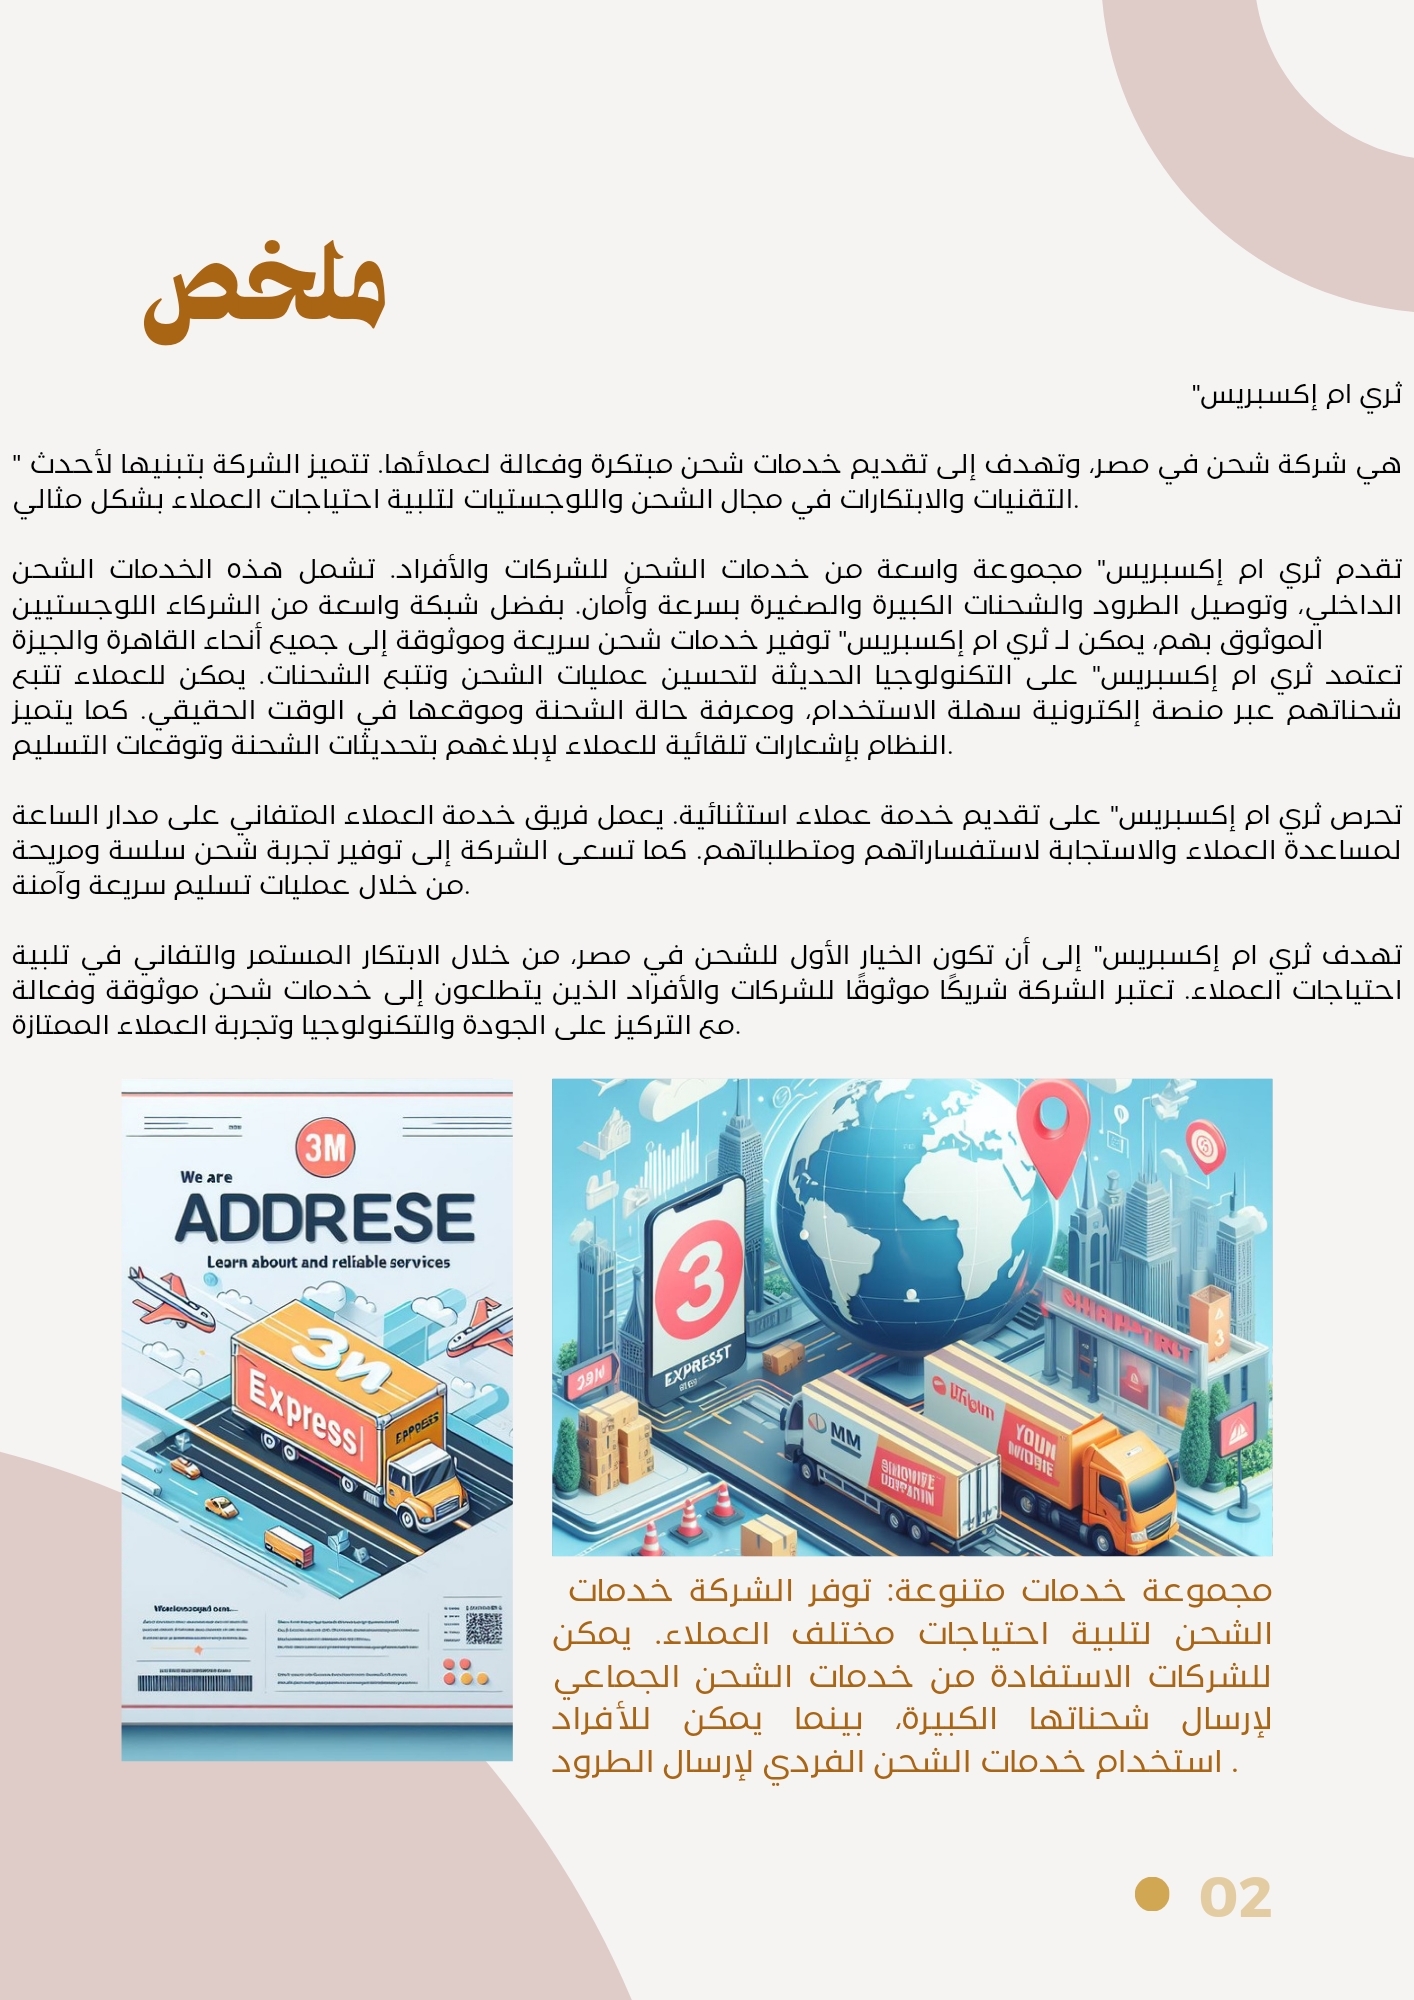 ملخص
ثري ام إكسبريس"
هي شركة شحن في مصر، وتهدف إلى تقديم خدمات شحن مبتكرة وفعالة لعملائها. تتميز الشركة بتبنيها لأحدث "
التقنيات والابتكارات في مجال الشحن واللوجستيات لتلبية احتياجات العملاء بشكل مثالي.
تقدم ثري ام إكسبريس" مجموعة واسعة من خدمات الشحن للشركات والأفراد. تشمل هذه الخدمات الشحن
الداخلي، وتوصيل الطرود والشحنات الكبيرة والصغيرة بسرعة وأمان. بفضل شبكة واسعة من الشركاء اللوجستيين
الموثوق بهم، يمكن لـ ثري ام إكسبريس" توفير خدمات شحن سريعة وموثوقة إلى جميع أنحاء القاهرة والجيزة
تعتمد ثري ام إكسبريس" على التكنولوجيا الحديثة لتحسين عمليات الشحن وتتبع الشحنات. يمكن للعملاء تتبع
شحناتهم عبر منصة إلكترونية سهلة الاستخدام، ومعرفة حالة الشحنة وموقعها في الوقت الحقيقي. كما يتميز
النظام بإشعارات تلقائية للعملاء لإبلاغهم بتحديثات الشحنة وتوقعات التسليم.
تحرص ثري ام إكسبريس" على تقديم خدمة عملاء استثنائية. يعمل فريق خدمة العملاء المتفاني على مدار الساعة
لمساعدة العملاء والاستجابة لاستفساراتهم ومتطلباتهم. كما تسعى الشركة إلى توفير تجربة شحن سلسة ومريحة
من خلال عمليات تسليم سريعة وآمنة.
تهدف ثري ام إكسبريس" إلى أن تكون الخيار الأول للشحن في مصر، من خلال الابتكار المستمر والتفاني في تلبية
احتياجات العملاء. تعتبر الشركة شريكًا موثوقًا للشركات والأفراد الذين يتطلعون إلى خدمات شحن موثوقة وفعالة
مع التركيز على الجودة والتكنولوجيا وتجربة العملاء الممتازة.
3M
We are
ADDRESE
Learn about and reliable services
3M
Express
3
EXPRESST
MM
مجموعة خدمات متنوعة: توفر الشركة خدمات
الشحن لتلبية احتياجات مختلف العملاء. يمكن
للشركات الاستفادة من خدمات الشحن الجماعي
لإرسال شحناتها الكبيرة، بينما يمكن للأفراد
استخدام خدمات الشحن الفردي لإرسال الطرود .
02